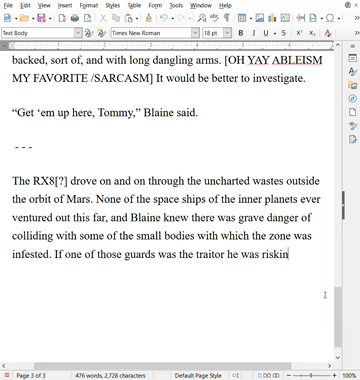 File Edit View Insert Format Styles Table Form Tools Window Help
Text Body Times New Roman 18 pt
backed, sort of, and with long dangling arms. [OH YAY ABLEISM
MY FAVORITE /SARCASM] It would be better to investigate.
“Get ‘em up here, Tommy,” Blaine said.
- - -
The RX8[?] drove on and on through the uncharted wastes outside
the orbit of Mars. None of the space ships of the inner planets ever
ventured out this far, and Blaine knew there was grave danger of
colliding with some of the small bodies with which the zone was
infested. If one of those guards was the traitor he was riskin
Page 3 of 3 476 words, 2,728 characters Default Page Style 100%